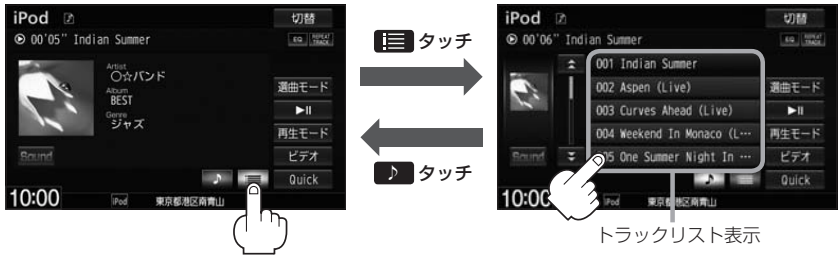 iPod 切替
00'05" Indian Summer EQ REPEAT TRACK
Artist
○☆バンド
Album
BEST
Genre
ジャズ
選曲モード
再生モード
Sound ビデオ
Quick
10:00 iPod 東京都港区南青山
タッチ
タッチ
iPod 切替
00'06" Indian Summer EQ REPEAT TRACK
001 Indian Summer
002 Aspen (Live)
選曲モード
003 Curves Ahead (Live)
004 Weekend In Monaco (L…
再生モード
05 One Summer Night In …
Sound ビデオ
Quick
10:00 iPod 東京都港区南青山
トラックリスト表示